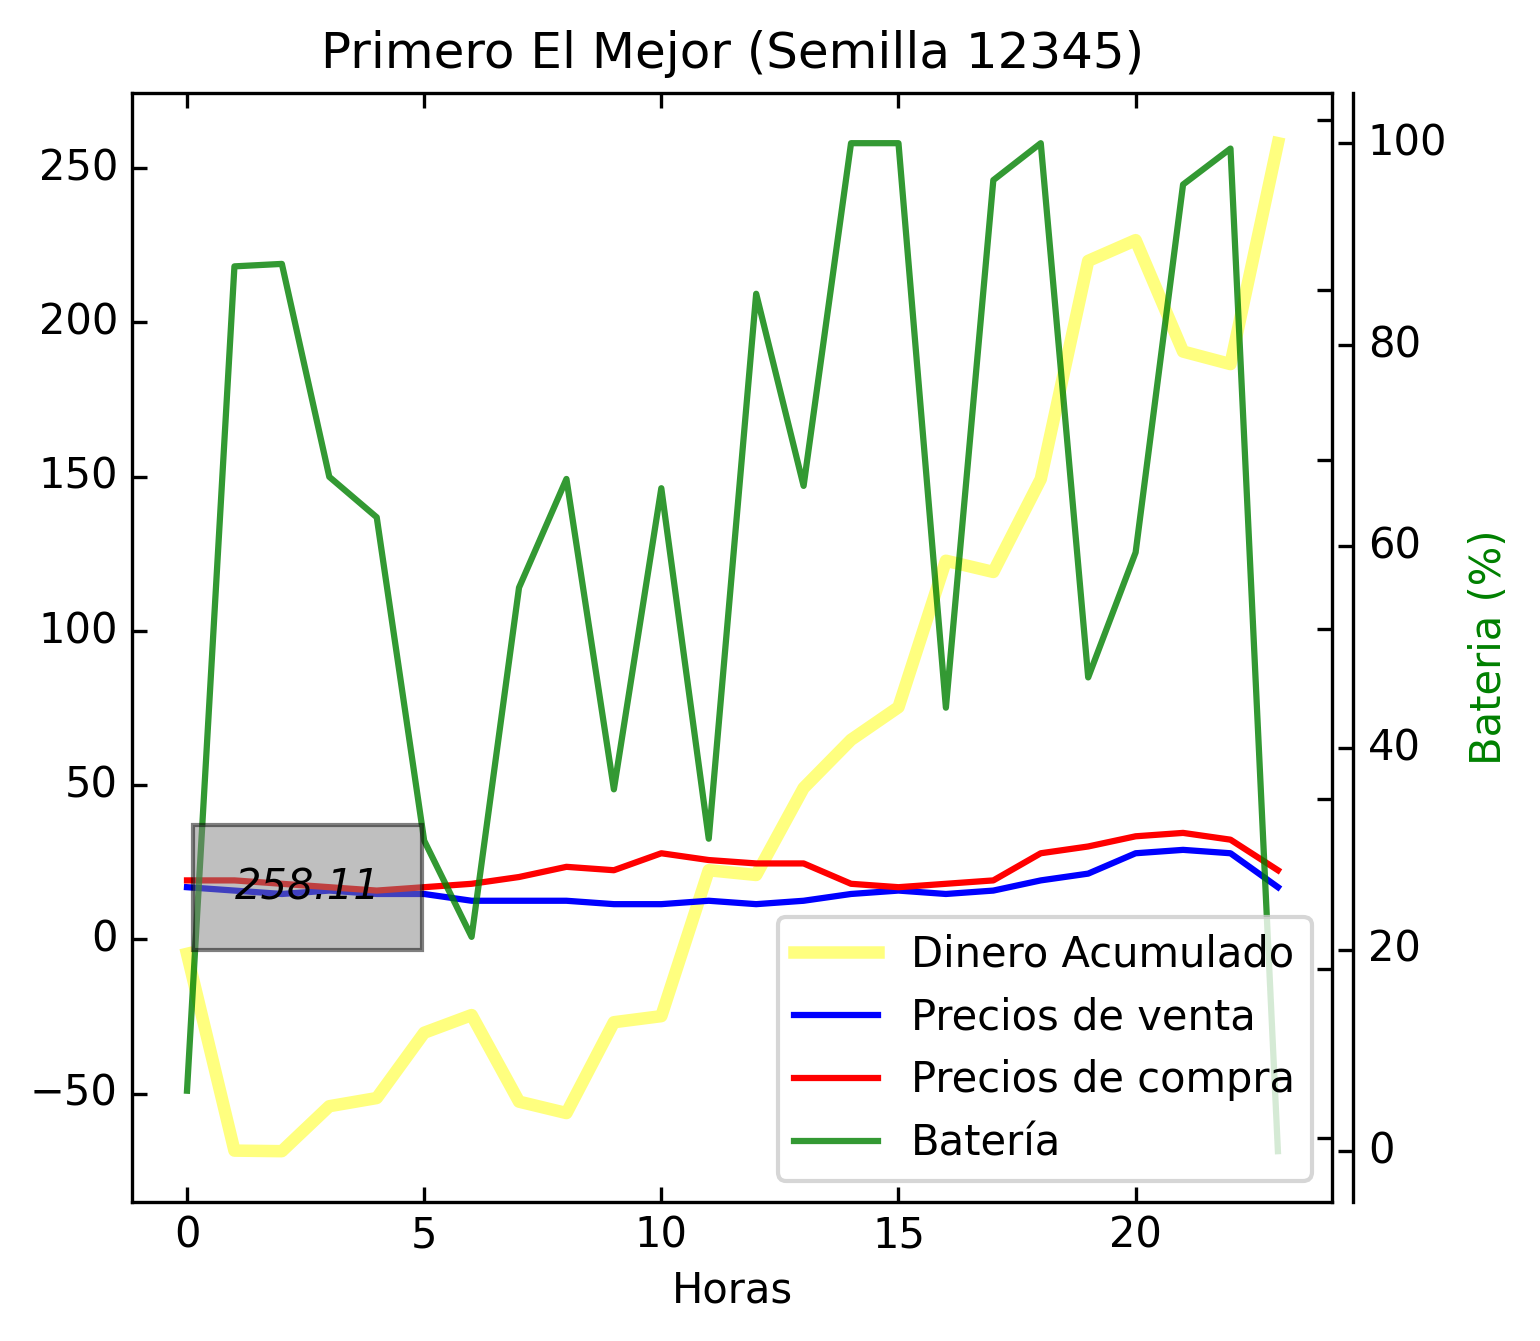 Primero El Mejor (Semilla 12345)
250
200
150
100
50
0
−50
100
80
60
40
20
0
Bateria (%)
258.11
Dinero Acumulado
Precios de venta
Precios de compra
Batería
0 5 10 15 20
Horas